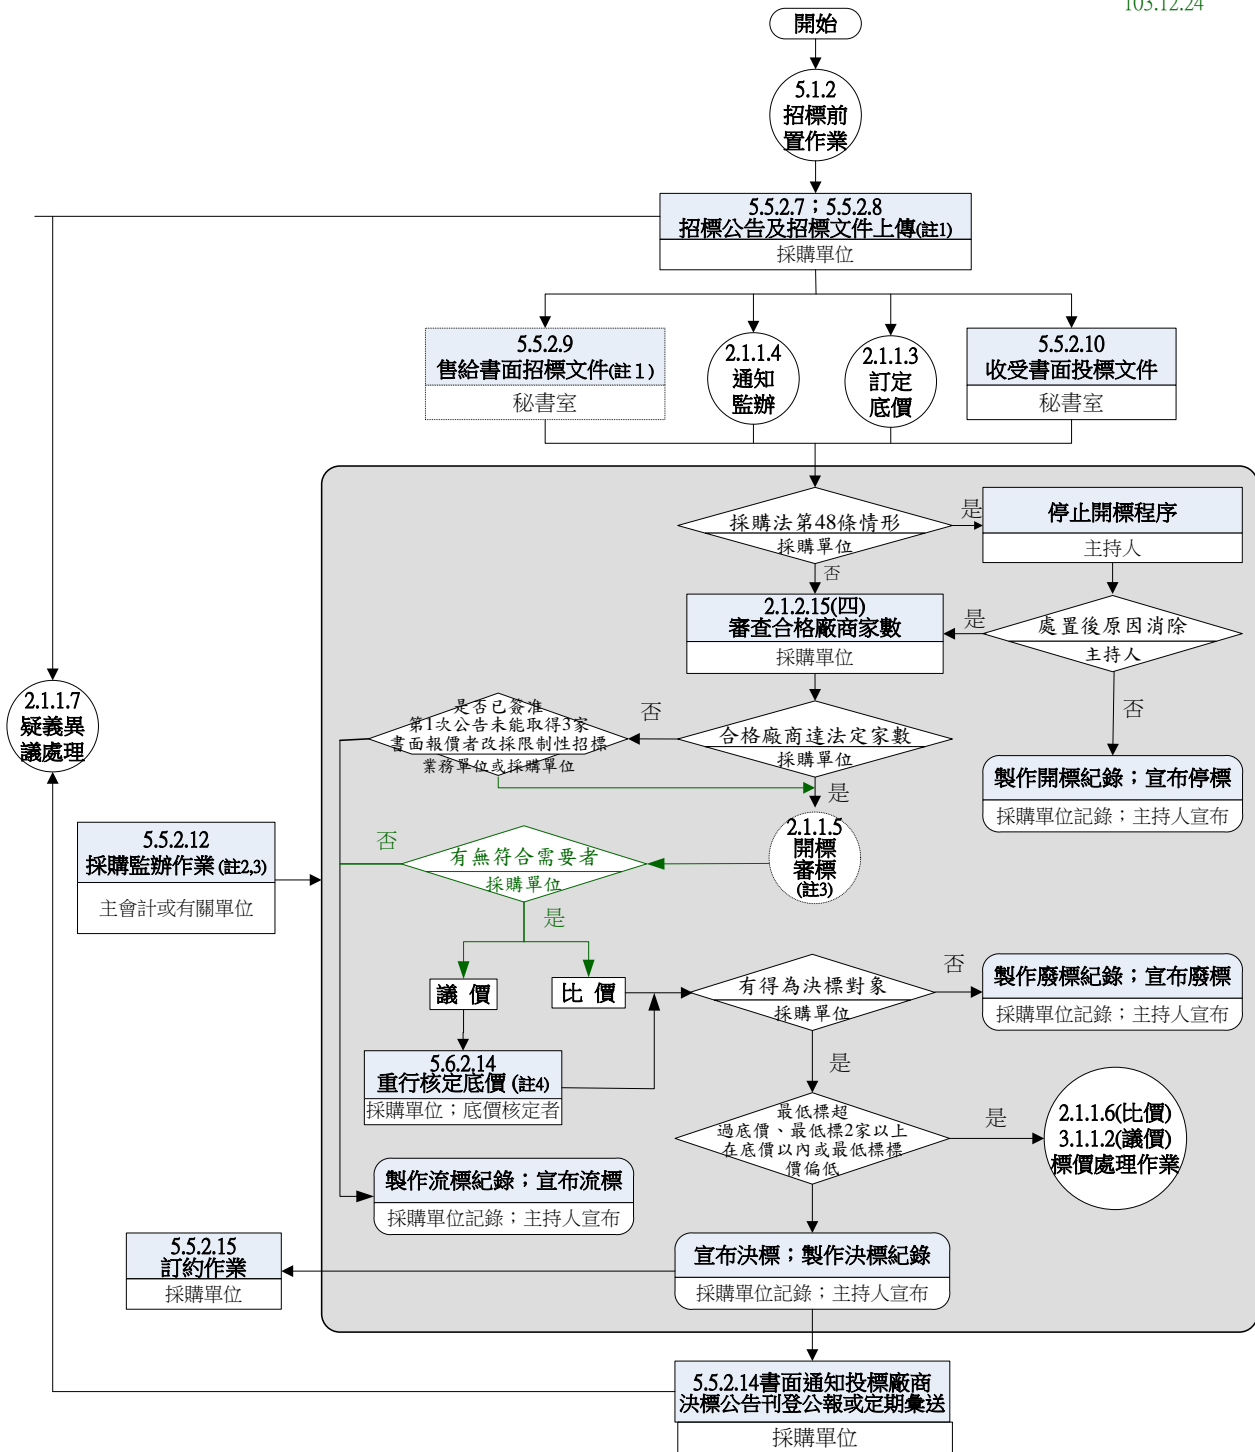 103.12.24
開始
5.1.2
招標前
置作業
5.5.2.7；5.5.2.8
招標公告及招標文件上傳(註1)
採購單位
5.5.2.9
售給書面招標文件(註１)
秘書室
2.1.1.4
通知
監辦
2.1.1.3
訂定
底價
5.5.2.10
收受書面投標文件
秘書室
採購法第48條情形
採購單位
是
否
停止開標程序
主持人
2.1.2.15(四)
審查合格廠商家數
採購單位
是
處置後原因消除
主持人
否
2.1.1.7
疑義異
議處理
是否已簽准
第1次公告未能取得3家
書面報價者改採限制性招標
業務單位或採購單位
否
合格廠商達法定家數
採購單位
是
製作開標紀錄；宣布停標
採購單位記錄；主持人宣布
5.5.2.12
採購監辦作業(註2,3)
主會計或有關單位
2.1.1.5
開標
審標
(註3)
否
有無符合需要者
採購單位
是
議 價
比 價
有得為決標對象
採購單位
否
是
製作廢標紀錄；宣布廢標
採購單位記錄；主持人宣布
5.6.2.14
重行核定底價(註4)
採購單位；底價核定者
最低標超
過底價、最低標2家以上
在底價以內或最低標標
價偏低
是
2.1.1.6(比價)
3.1.1.2(議價)
標價處理作業
製作流標紀錄；宣布流標
採購單位記錄；主持人宣布
5.5.2.15
訂約作業
採購單位
宣布決標；製作決標紀錄
採購單位記錄；主持人宣布
5.5.2.14書面通知投標廠商
決標公告刊登公報或定期彙送
採購單位